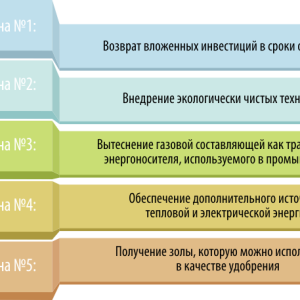 на №1:
Возврат вложенных инвестиций в сроки о
на №2:
Внедрение экологически чистых техн
на №3:
Вытеснение газовой составляющей как тра
энергоносителя, используемого в промы
на №4:
Обеспечение дополнительного исто
тепловой и электрической энерг
на №5:
Получение золы, которую можно испол
в качестве удобрения